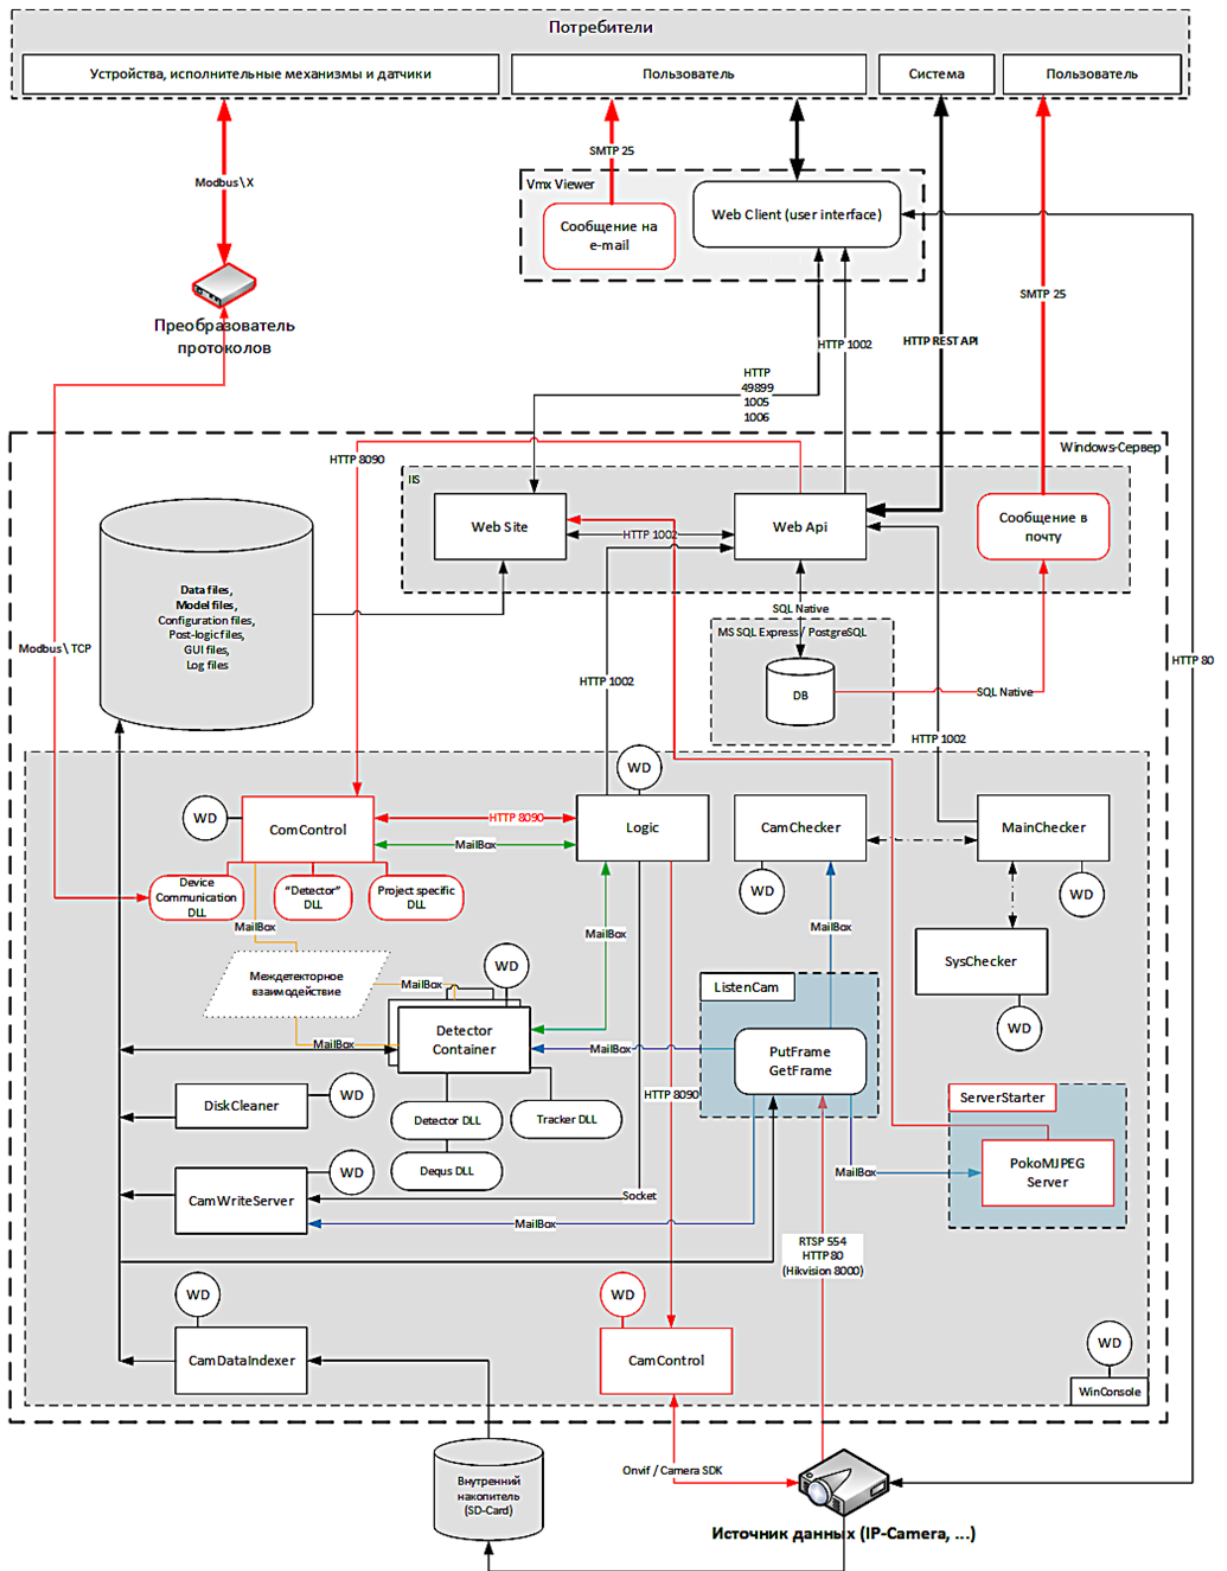 Потребители
Устройства, исполнительные механизмы и датчики
Пользователь
Система
Пользователь
SMTP 25
Modbus\X
Vmx Viewer
Сообщение на
e-mail
Web Client (user interface)
SMTP 25
Преобразователь
протоколов
HTTP 1002
HTTP REST API
HTTP
49899
1005
1006
Windows-Сервер
HTTP 8090
IIS
Web Site
HTTP 1002
Web Api
Сообщение в
почту
Data files,
Model files,
Configuration files,
Post-logic files,
GUI files,
Log files
SQL Native
MS SQL Express / PostgreSQL
Modbus\TCP
HTTP 80
HTTP 1002
DB
SQL Native
HTTP 1002
WD
WD
ComControl
HTTP 8090
MailBox
Logic
CamChecker
MainChecker
Device
Communication
DLL
“Detector”
DLL
Project specific
DLL
WD
WD
MailBox
MailBox
MailBox
Междетекторное
взаимодействие
MailBox
WD
SysChecker
ListenCam
Detector
Container
MailBox
MailBox
PutFrame
GetFrame
WD
DiskCleaner
WD
HTTP 8090
Detector DLL
Tracker DLL
ServerStarter
Dequs DLL
PokoMJPEG
Server
MailBox
CamWriteServer
WD
Socket
MailBox
RTSP 554
HTTP 80
(Hikvision 8000)
WD
WD
CamDataIndexer
CamControl
WD
WinConsole
Внутренний
накопитель
(SD-Card)
Onvif / Camera SDK
Источник данных (IP-Camera, ...)